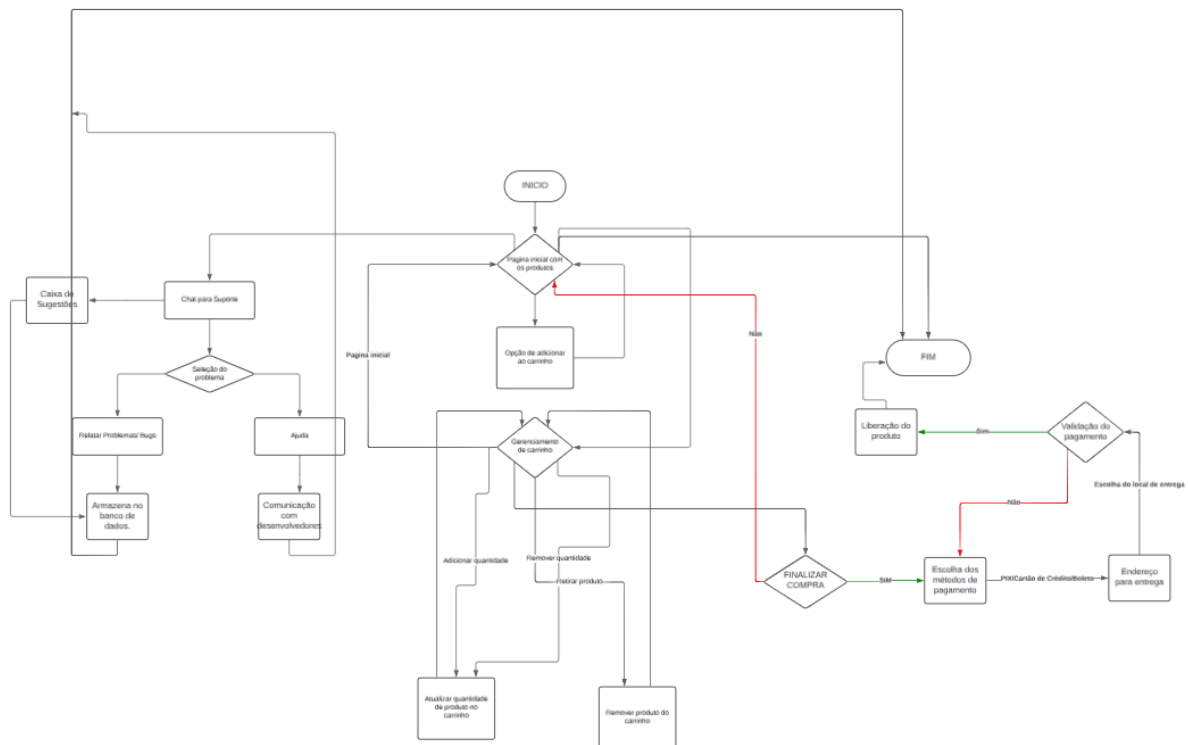 INICIO
Pagina inicial com
os produtos
Caixa de
Sugestões
Chat para Suporte
Opção de adicionar
ao carrinho
Não
Pagina inicial
FIM
Seleção do
problema
Relatar Problemas/ Bugs
Ajuda
Gerenciamento
de carrinho
Liberação do
produto
Sim
Validação do
pagamento
Escolha do local de entrega
Armazena no
banco de
dados.
Comunicação
com
desenvolvedores
Não
Adicionar quantidade
Remover quantidade
Retirar produto
FINALIZAR
COMPRA
SIM
Escolha dos
métodos de
pagamento
PIX/Cartão de Crédito/Boleto
Endereço
para entrega
Atualizar quantidade
de produto no
carrinho
Remover produto do
carrinho